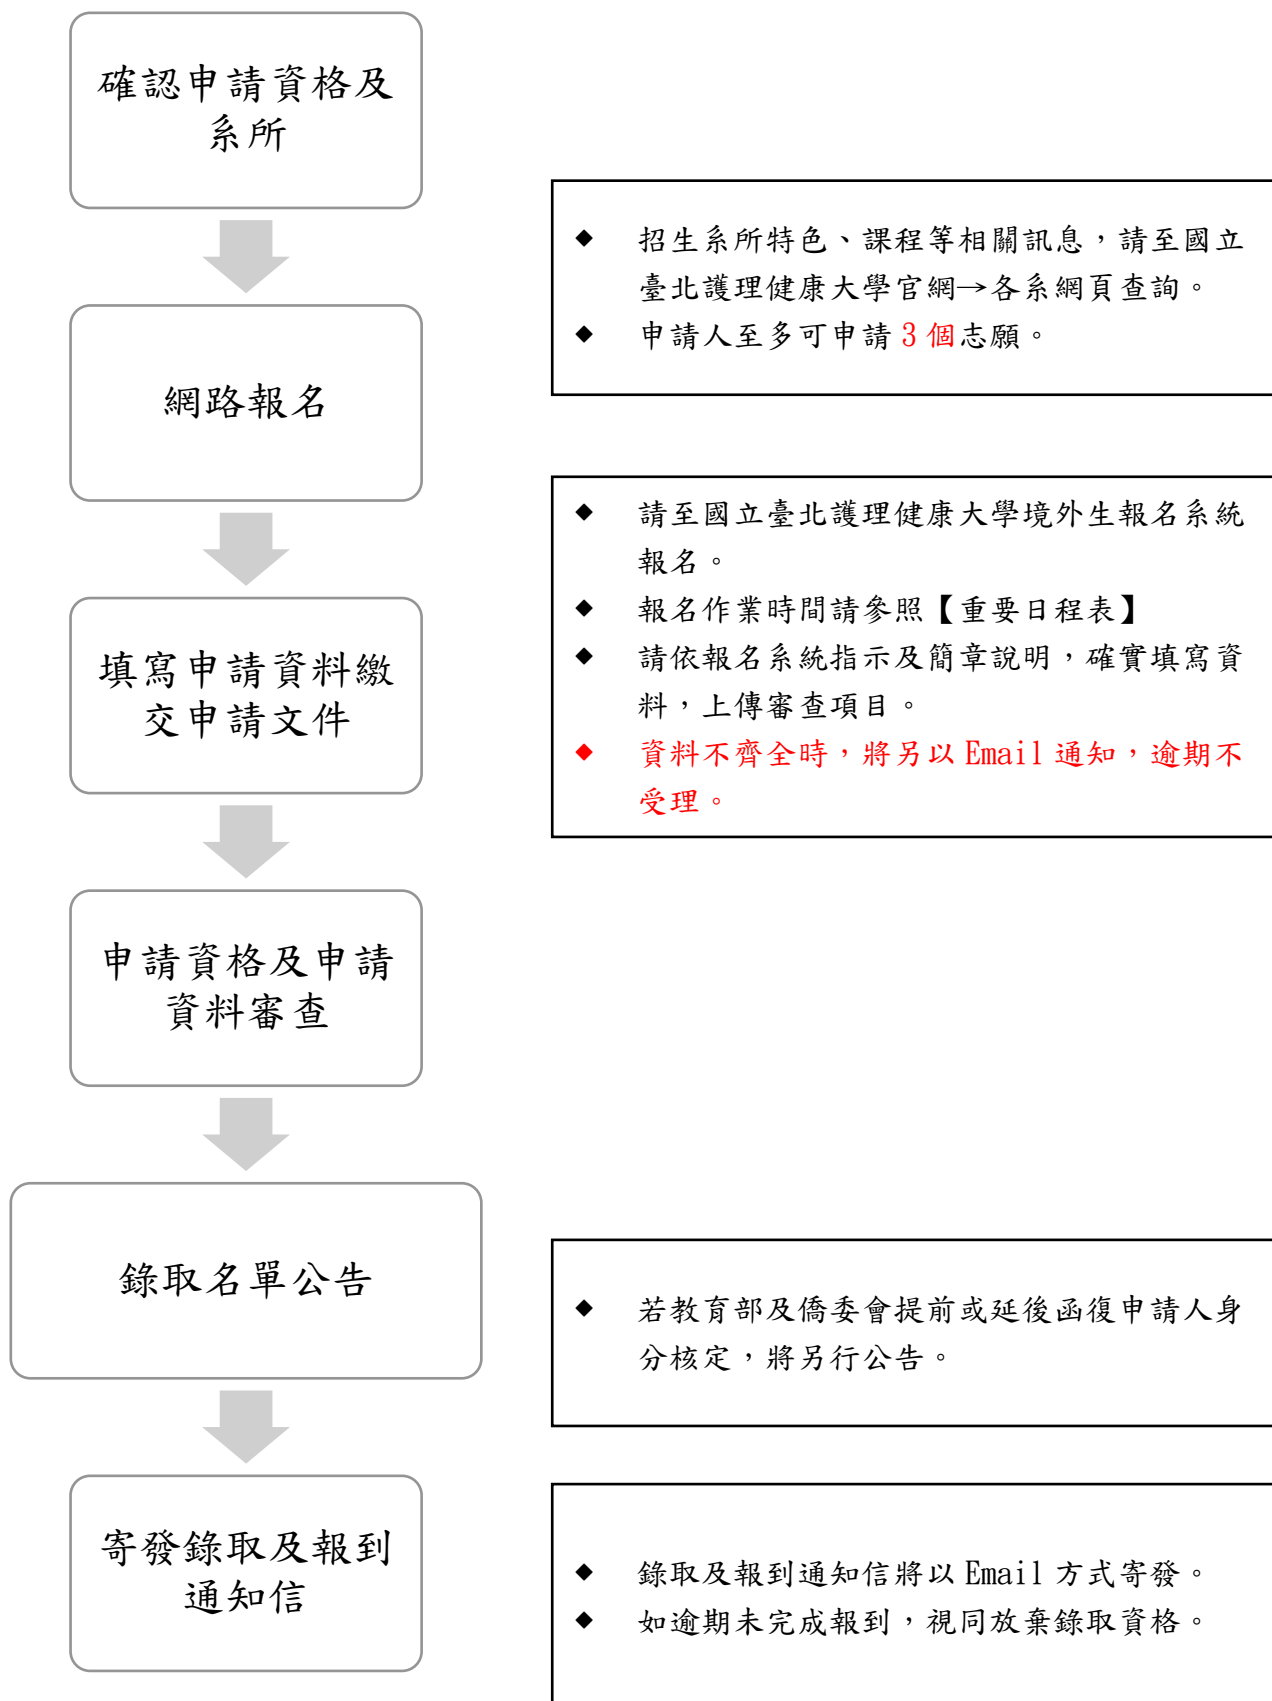 確認申請資格及
系所
◆ 招生系所特色、課程等相關訊息，請至國立
臺北護理健康大學官網→各系網頁查詢。
◆ 申請人至多可申請 3 個志願。
網路報名
◆ 請至國立臺北護理健康大學境外生報名系統
報名。
◆ 報名作業時間請參照【重要日程表】
◆ 請依報名系統指示及簡章說明，確實填寫資
料，上傳審查項目。
◆ 資料不齊全時，將另以 Email 通知，逾期不
受理。
填寫申請資料繳
交申請文件
申請資格及申請
資料審查
錄取名單公告
◆ 若教育部及僑委會提前或延後函復申請人身
分核定，將另行公告。
寄發錄取及報到
通知信
◆ 錄取及報到通知信將以 Email 方式寄發。
◆ 如逾期未完成報到，視同放棄錄取資格。